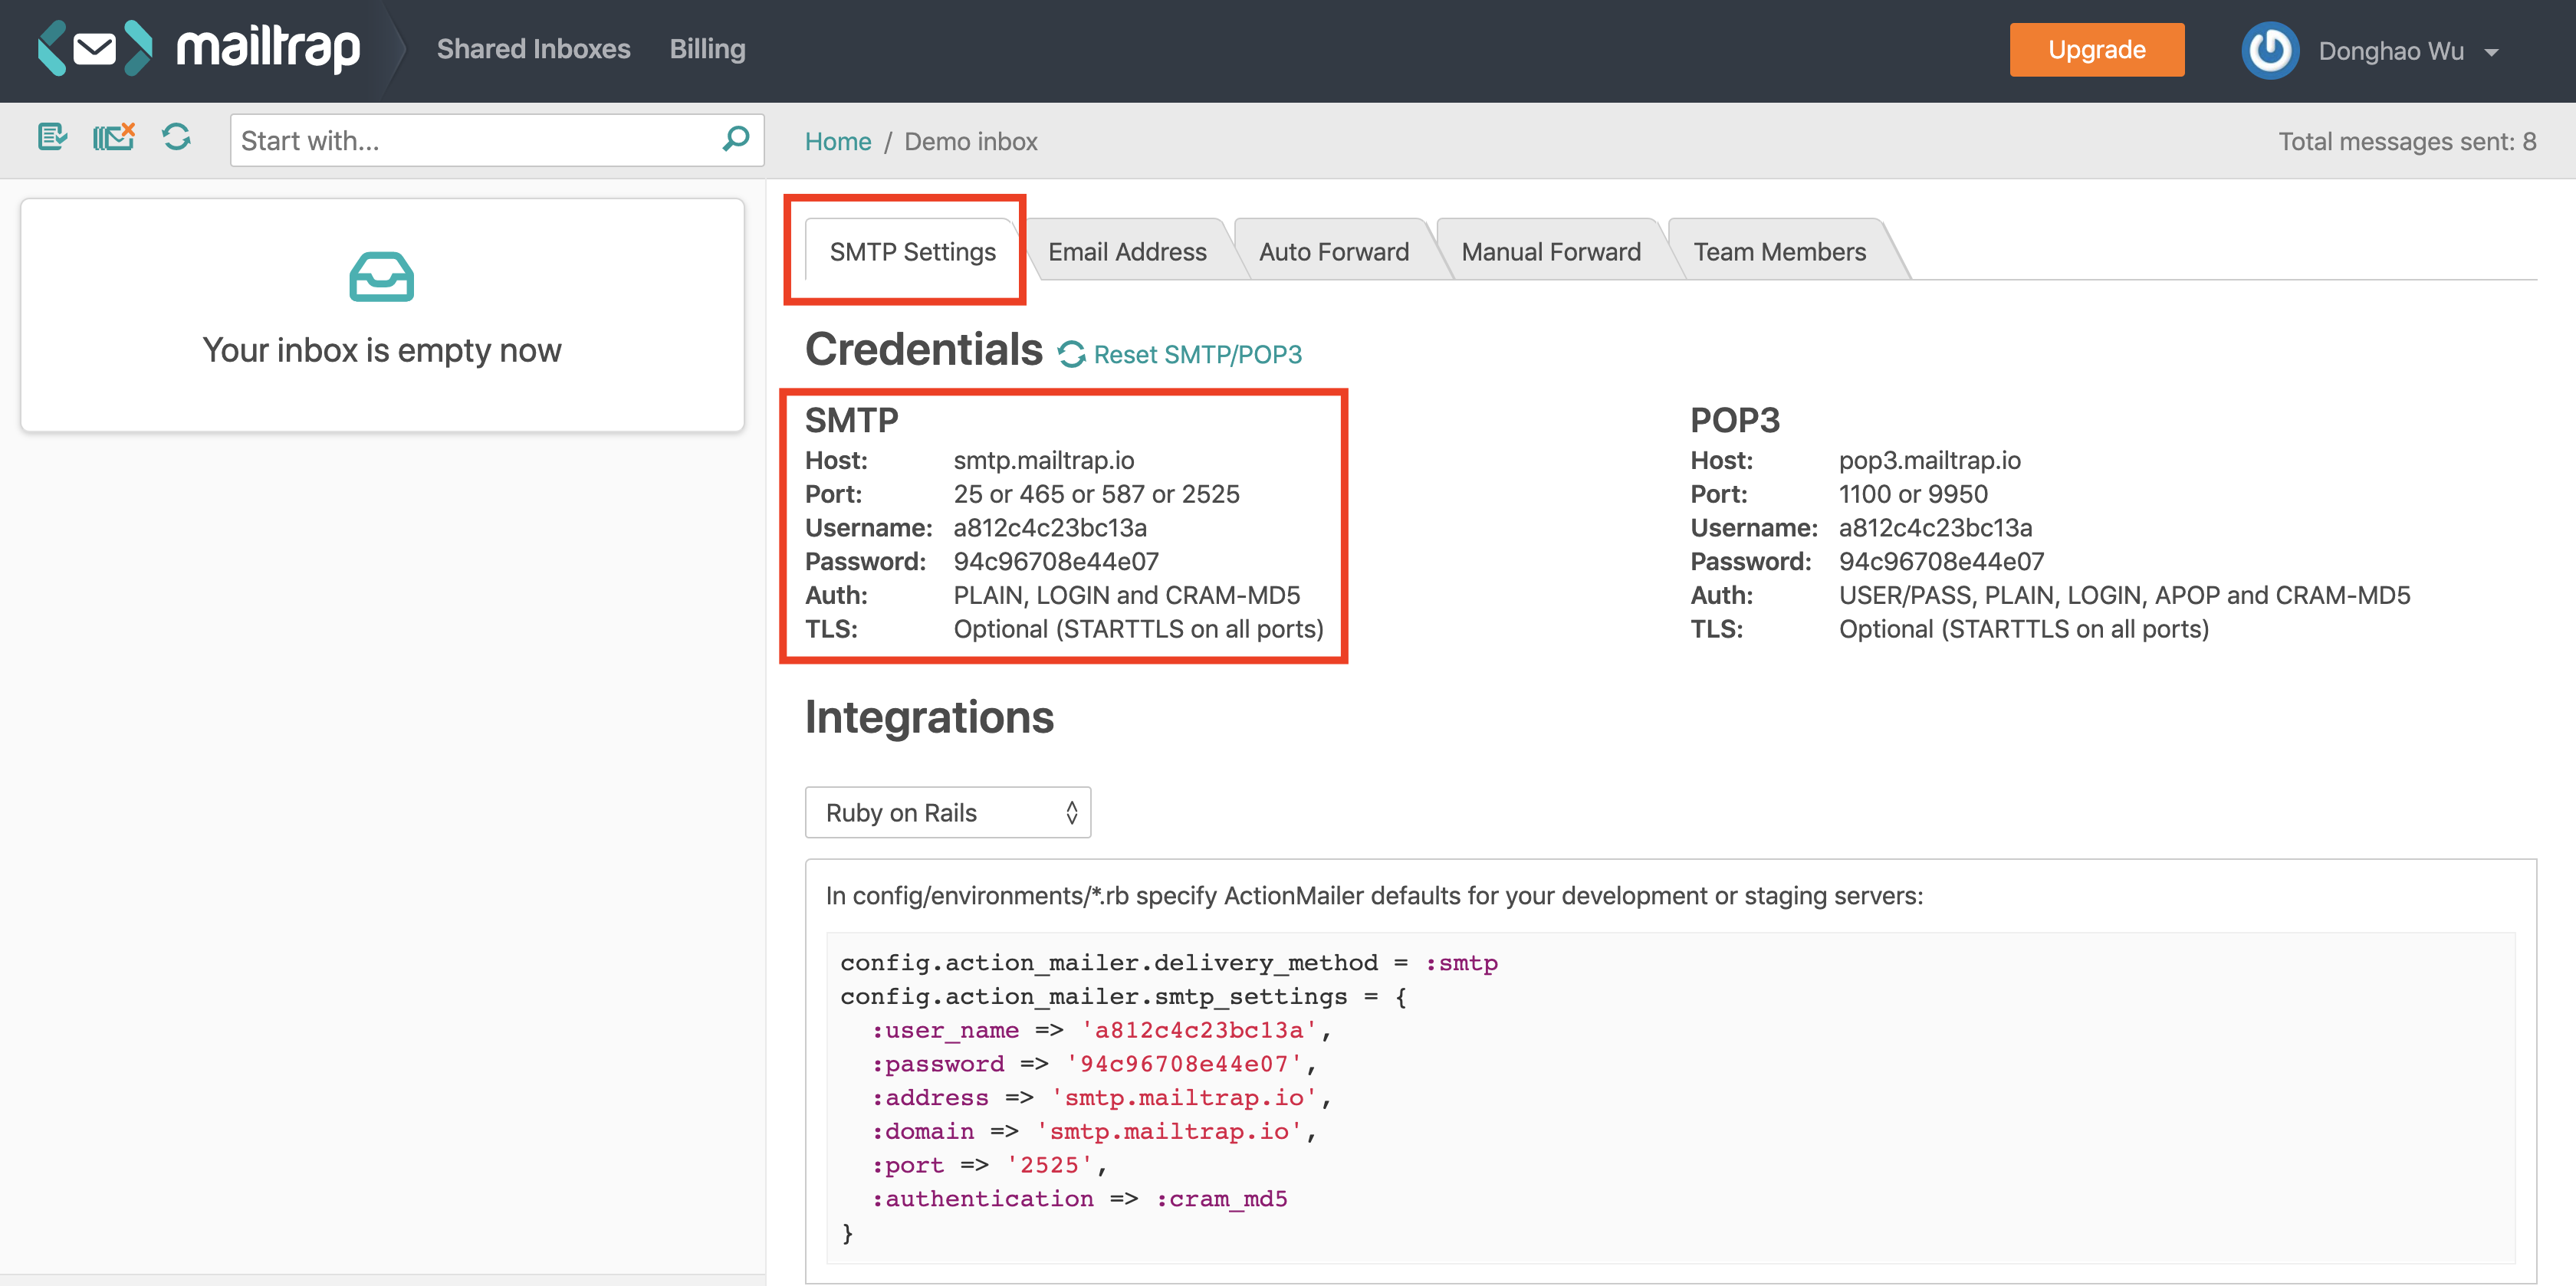 mailtrap
Shared Inboxes
Billing
Upgrade
Donghao Wu
Start with...
Home / Demo inbox
Total messages sent: 8
Your inbox is empty now
SMTP Settings
Email Address
Auto Forward
Manual Forward
Team Members
Credentials
Reset SMTP/POP3
SMTP
Host: smtp.mailtrap.io
Port: 25 or 465 or 587 or 2525
Username: a812c4c23bc13a
Password: 94c96708e44e07
Auth: PLAIN, LOGIN and CRAM-MD5
TLS: Optional (STARTTLS on all ports)
POP3
Host: pop3.mailtrap.io
Port: 1100 or 9950
Username: a812c4c23bc13a
Password: 94c96708e44e07
Auth: USER/PASS, PLAIN, LOGIN, APOP and CRAM-MD5
TLS: Optional (STARTTLS on all ports)
Integrations
Ruby on Rails
In config/environments/*.rb specify ActionMailer defaults for your development or staging servers:
config.action_mailer.delivery_method = :smtp
config.action_mailer.smtp_settings = {
  :user_name => 'a812c4c23bc13a',
  :password => '94c96708e44e07',
  :address => 'smtp.mailtrap.io',
  :domain => 'smtp.mailtrap.io',
  :port => '2525',
  :authentication => :cram_md5
}